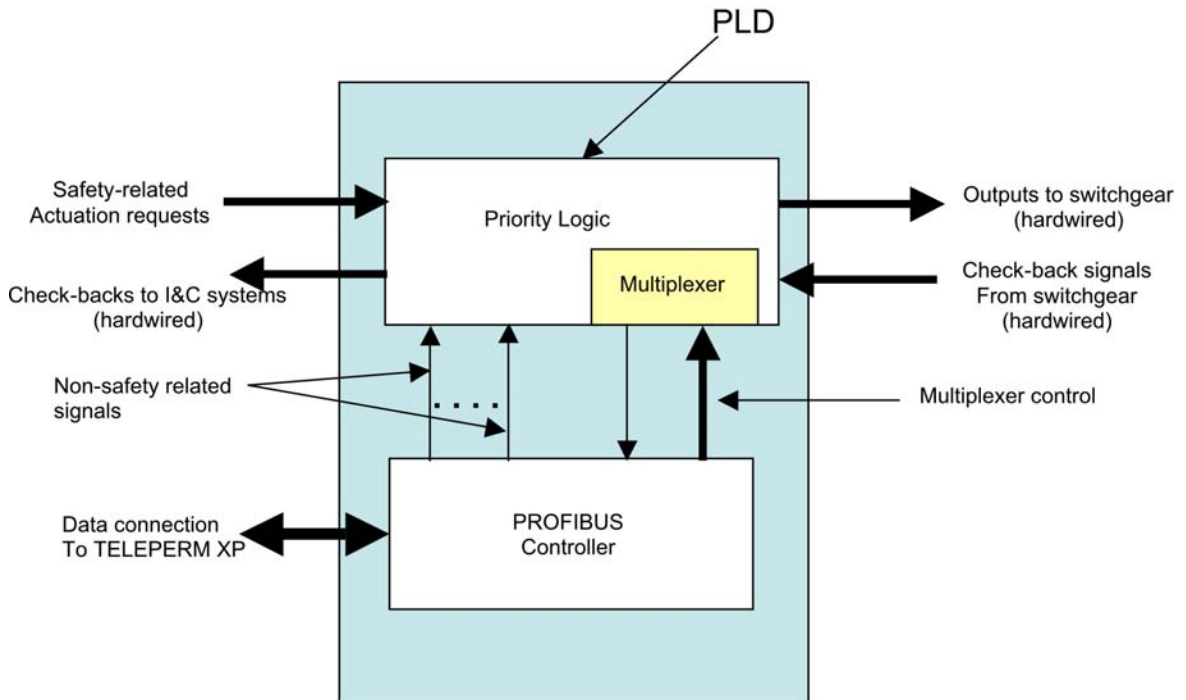 PLD
Safety-related
Actuation requests
Priority Logic
Outputs to switchgear
(hardwired)
Check-backs to I&C systems
(hardwired)
Multiplexer
Check-back signals
From switchgear
(hardwired)
Non-safety related
signals
Multiplexer control
Data connection
To TELEPERM XP
PROFIBUS
Controller